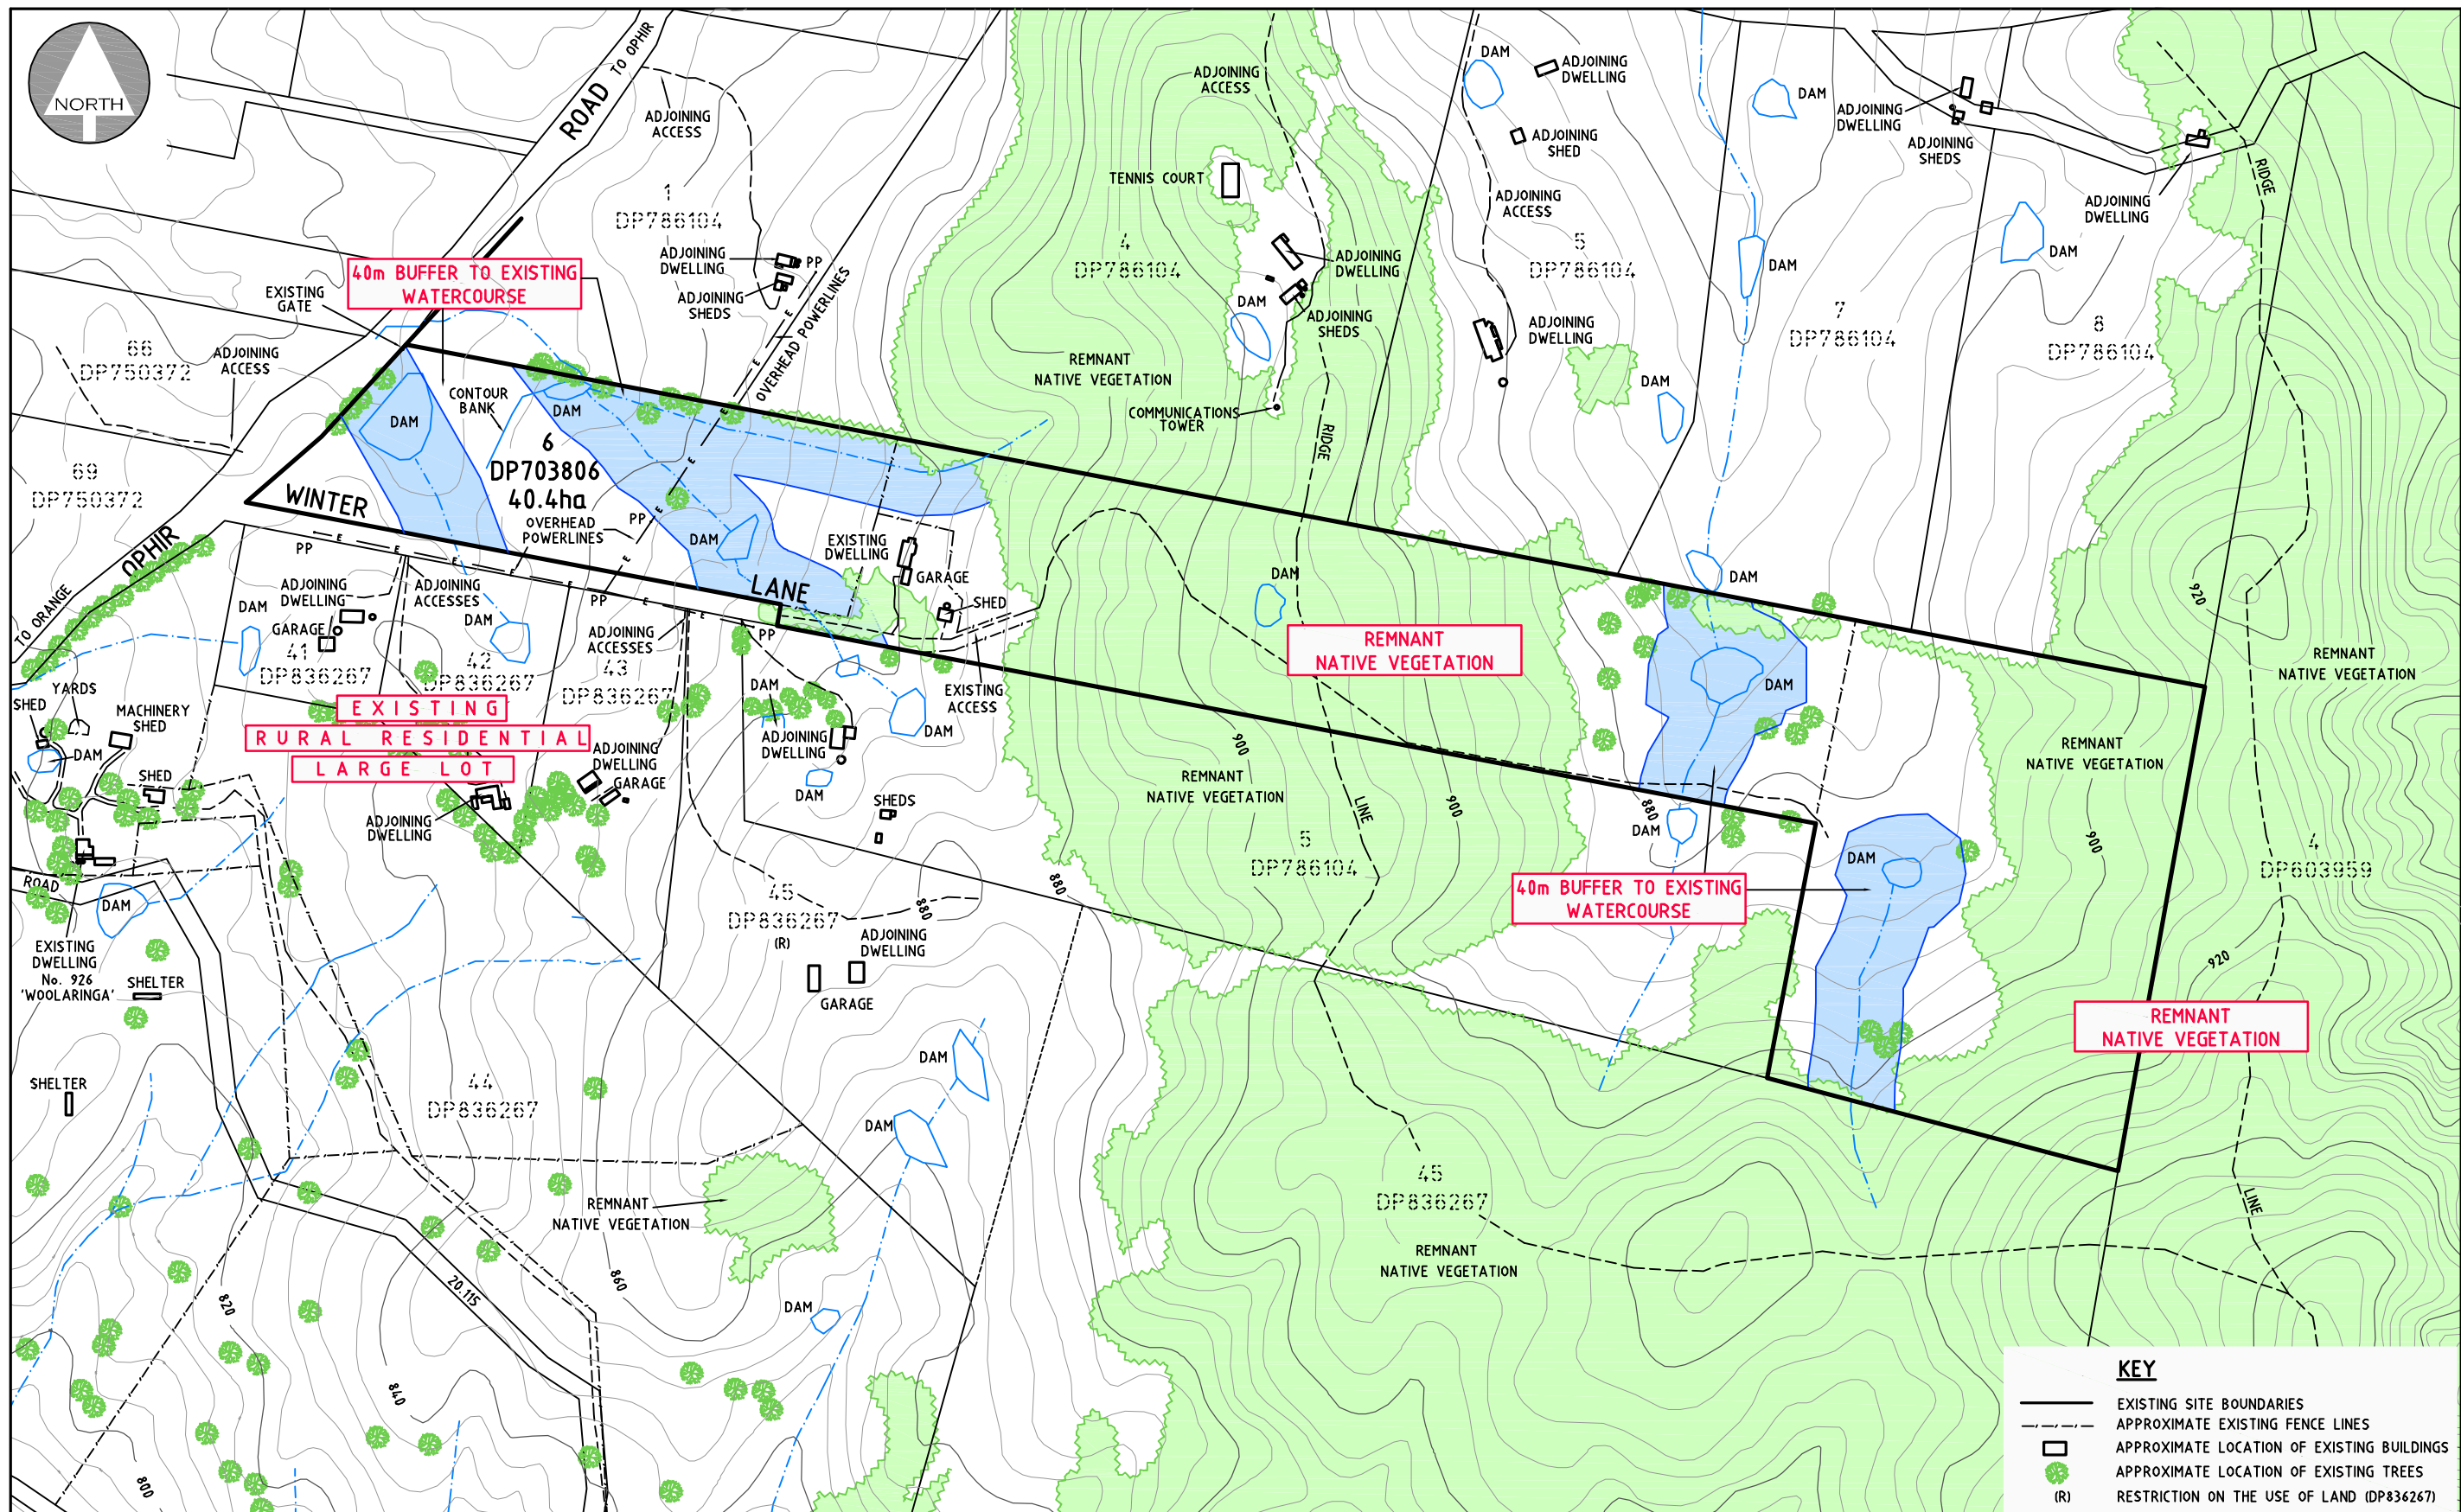 NORTH
ROAD TO OPHIR
ADJOINING
ACCESS
1
DP786104
ADJOINING
DWELLING
PP
ADJOINING
SHEDS
OVERHEAD POWERLINES
40m BUFFER TO EXISTING
WATERCOURSE
EXISTING
GATE
66
DP750372
ADJOINING
ACCESS
69
DP750372
DAM
CONTOUR
BANK
DAM
6
DP703806
40.4ha
OVERHEAD
POWERLINES
PP
WINTER
LANE
OPHIR
TO ORANGE
ADJOINING
ACCESS
TENNIS COURT
4
DP786104
ADJOINING
DWELLING
DAM
ADJOINING
SHEDS
REMNANT
NATIVE VEGETATION
COMMUNICATIONS
TOWER
RIDGE
DAM
ADJOINING
DWELLING
ADJOINING
SHED
ADJOINING
ACCESS
5
DP786104
ADJOINING
DWELLING
DAM
DAM
DAM
7
DP786104
ADJOINING
DWELLING
ADJOINING
SHEDS
ADJOINING
DWELLING
DAM
8
DP786104
RIDGE
920
REMNANT
NATIVE VEGETATION
DAM
EXISTING
DWELLING
GARAGE
SHED
DAM
DAM
REMNANT
NATIVE VEGETATION
DAM
PP
ADJOINING
DWELLING
ADJOINING
ACCESSES
DAM
GARAGE
41
DP836267
DAM
42
DP836267
PP
ADJOINING
ACCESSES
43
DP836267
PP
EXISTING
ACCESS
DAM
ADJOINING
DWELLING
DAM
DAM
SHEDS
EXISTING
RURAL RESIDENTIAL
LARGE LOT
ADJOINING
DWELLING
GARAGE
ADJOINING
DWELLING
YARDS
SHED
MACHINERY
SHED
DAM
SHED
ROAD
DAM
EXISTING
DWELLING
No. 926
'WOOLARINGA'
SHELTER
SHELTER
45
DP836267
(R)
880
ADJOINING
DWELLING
GARAGE
880
900
REMNANT
NATIVE VEGETATION
LINE
900
5
DP786104
880
DAM
40m BUFFER TO EXISTING
WATERCOURSE
DAM
REMNANT
NATIVE VEGETATION
900
4
DP603959
920
REMNANT
NATIVE VEGETATION
LINE
44
DP836267
DAM
DAM
REMNANT
NATIVE VEGETATION
860
DAM
20.115
820
840
800
45
DP836267
REMNANT
NATIVE VEGETATION
KEY
EXISTING SITE BOUNDARIES
APPROXIMATE EXISTING FENCE LINES
APPROXIMATE LOCATION OF EXISTING BUILDINGS
APPROXIMATE LOCATION OF EXISTING TREES
(R) RESTRICTION ON THE USE OF LAND (DP836267)